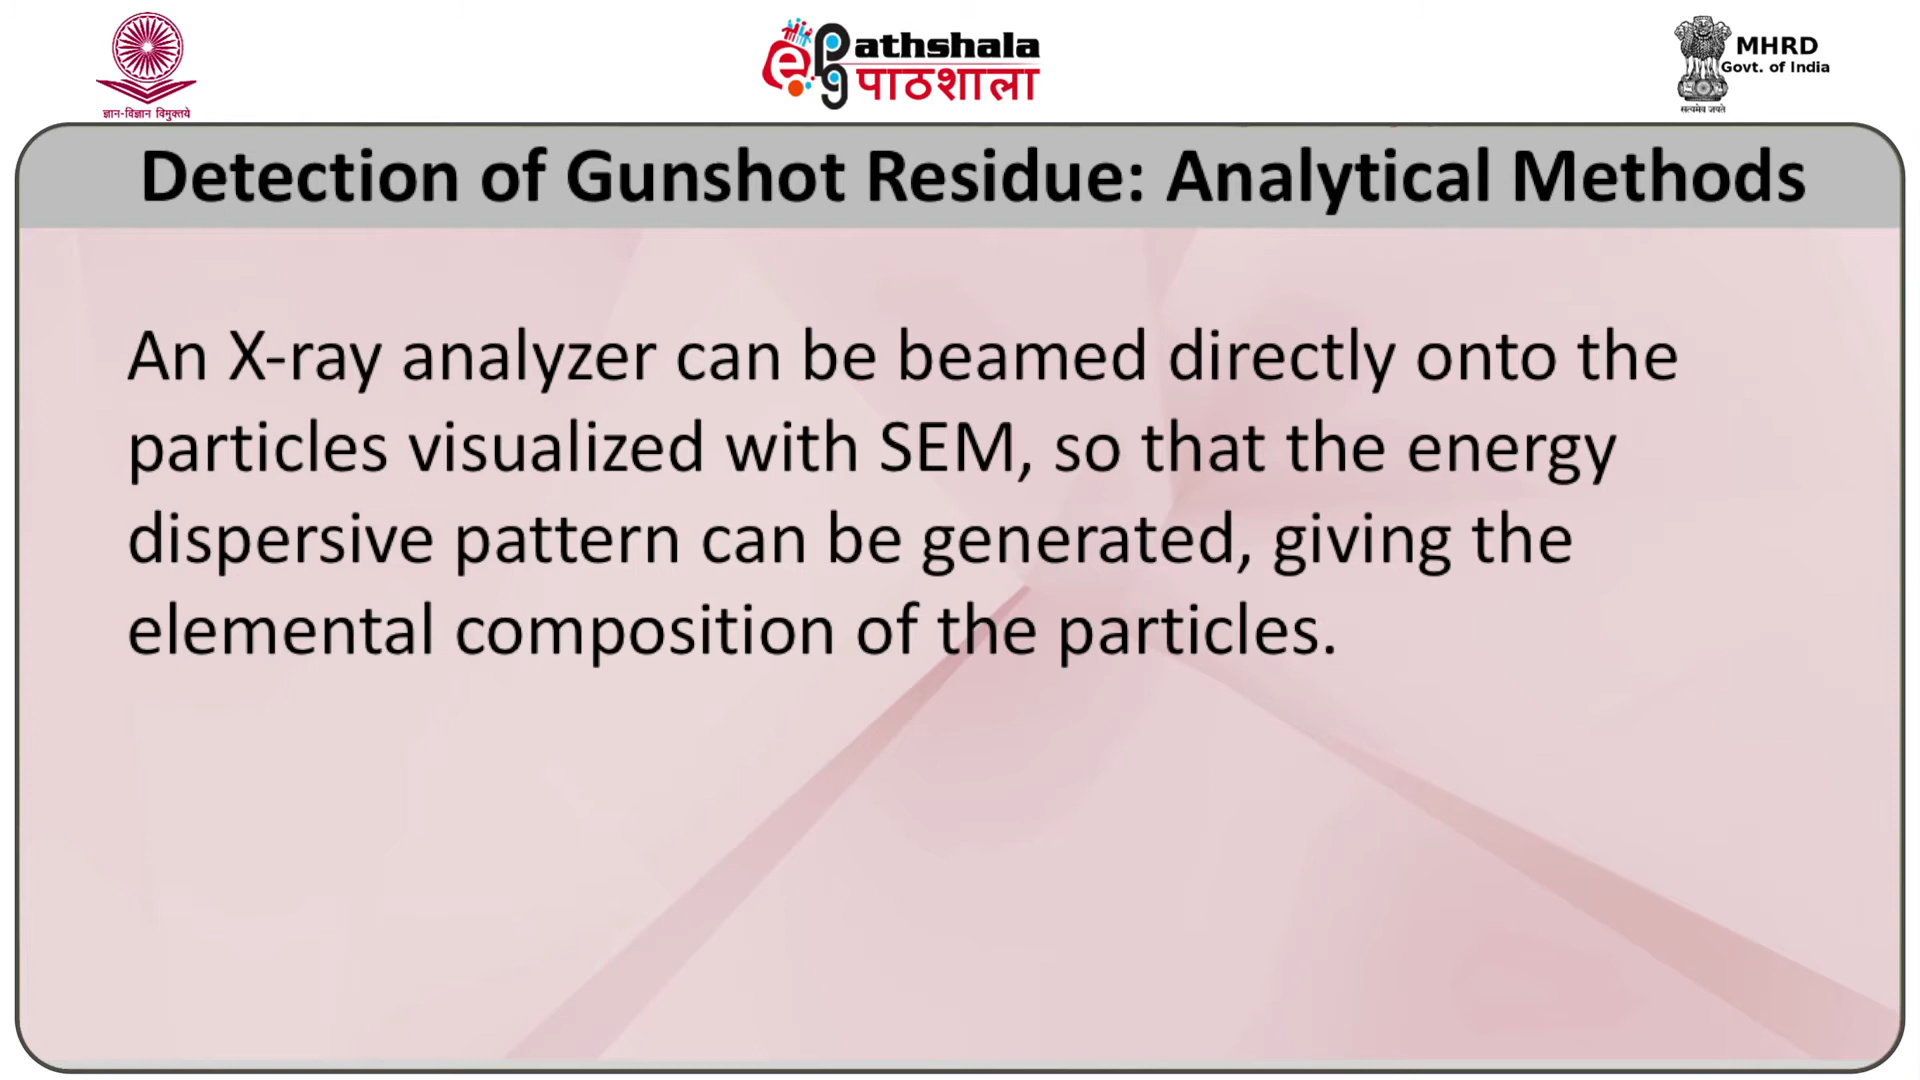 ज्ञान-विज्ञान विमुक्तये
ePG athshala
पाठशाला
MHRD
Govt. of India
सत्यमेव जयते
Detection of Gunshot Residue: Analytical Methods
An X-ray analyzer can be beamed directly onto the
particles visualized with SEM, so that the energy
dispersive pattern can be generated, giving the
elemental composition of the particles.